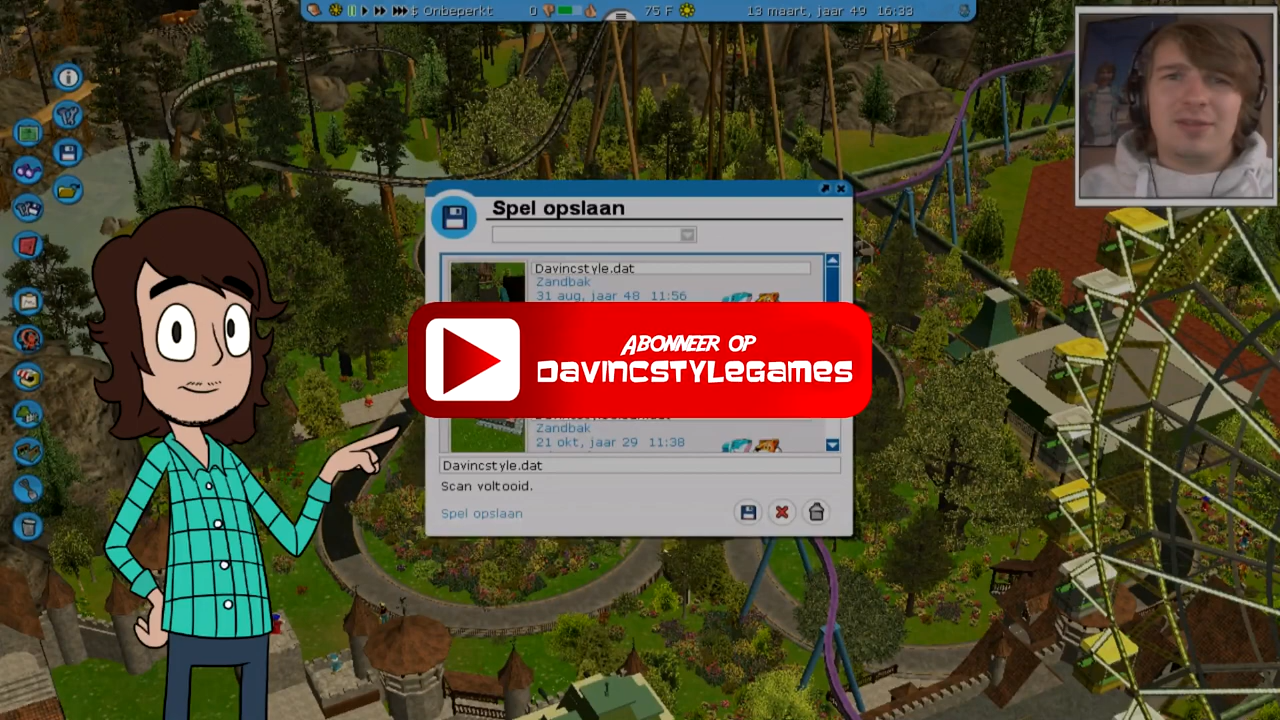 $ Onbeperkt
0
75 F
13 maart, jaar 49 16:33
Spel opslaan
Davincstyle.dat
Zandbak
31 aug, jaar 48 11:56
Abonneer op
DavincstyleGames
Zandbak
21 okt, jaar 29 11:38
Davincstyle.dat
Scan voltooid.
Spel opslaan